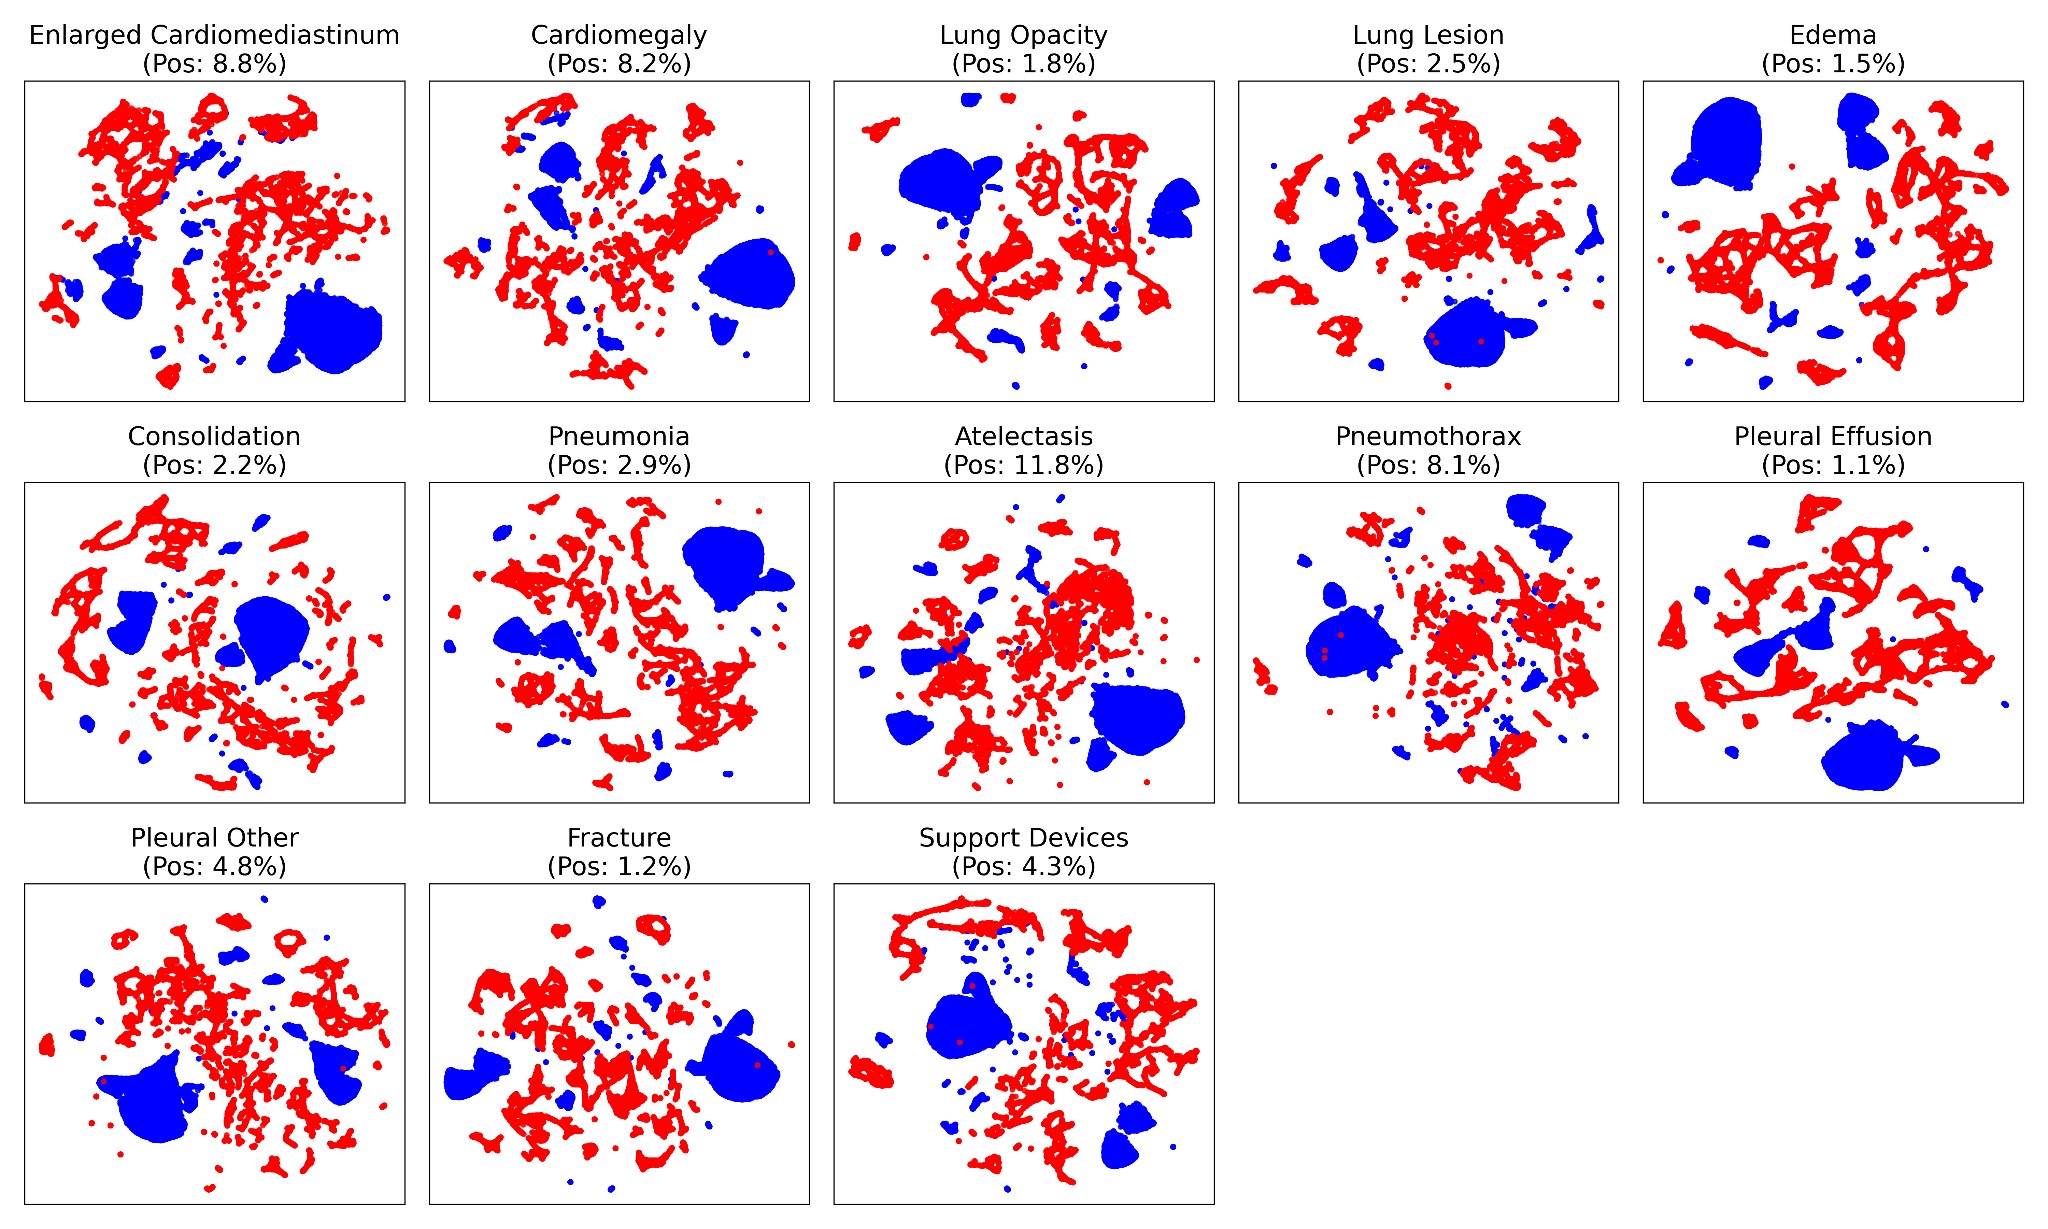 Enlarged Cardiomediastinum
(Pos: 8.8%)
Cardiomegaly
(Pos: 8.2%)
Lung Opacity
(Pos: 1.8%)
Lung Lesion
(Pos: 2.5%)
Edema
(Pos: 1.5%)
Consolidation
(Pos: 2.2%)
Pneumonia
(Pos: 2.9%)
Atelectasis
(Pos: 11.8%)
Pneumothorax
(Pos: 8.1%)
Pleural Effusion
(Pos: 1.1%)
Pleural Other
(Pos: 4.8%)
Fracture
(Pos: 1.2%)
Support Devices
(Pos: 4.3%)